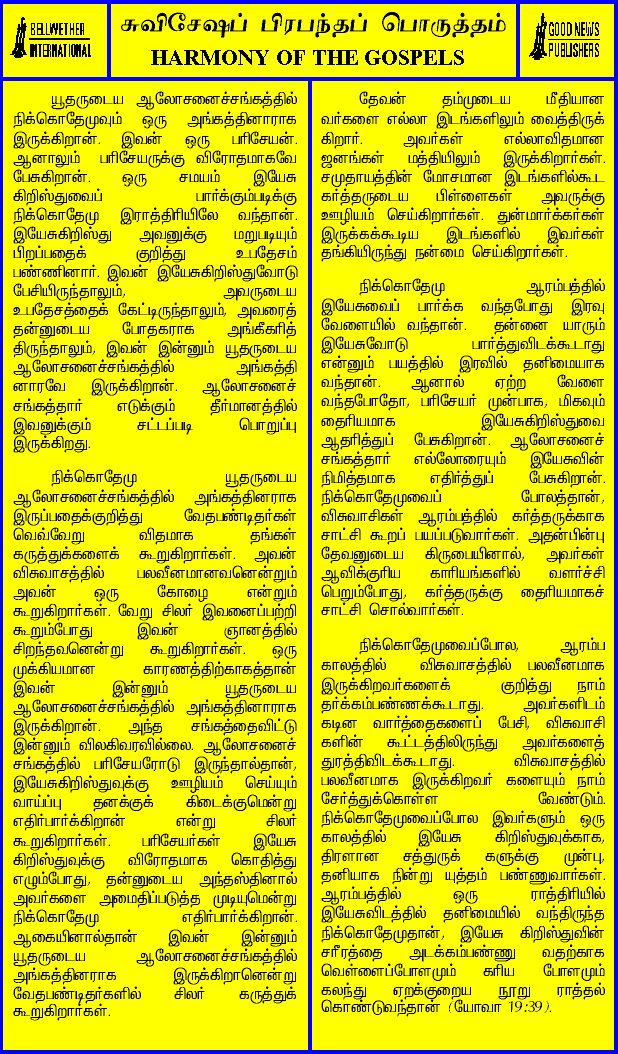 BELLWETHER
INTERNATIONAL
சுவிசேஷப் பிரபந்தப் பொருத்தம்
HARMONY OF THE GOSPELS
GOOD NEWS
PUBLISHERS
யூதருடைய ஆலோசனைச்சங்கத்தில்
நிக்கொதேமுவும் ஒரு அங்கத்தினராக
இருக்கிறான். இவன் ஒரு பரிசேயன்.
ஆனாலும் பரிசேயருக்கு விரோதமாகவே
பேசுகிறான். ஒரு சமயம் இயேசு
கிறிஸ்துவைப் பார்க்கும்படிக்கு
நிக்கொதேமு இராத்திரியிலே வந்தான்.
இயேசுகிறிஸ்து அவனுக்கு மறுபடியும்
பிறப்பதைக் குறித்து உபதேசம்
பண்ணினார். இவன் இயேசுகிறிஸ்துவோடு
பேசியிருந்தாலும், அவருடைய
உபதேசத்தைக் கேட்டிருந்தாலும், அவரைத்
தன்னுடைய போதகராக அங்கீகரித்
திருந்தாலும், இவன் இன்னும் யூதருடைய
ஆலோசனைச்சங்கத்தில் அங்கத்தி
னாரவே இருக்கிறான். ஆலோசனைச்
சங்கத்தார் எடுக்கும் தீர்மானத்தில்
இவனுக்கும் சட்டப்படி பொறுப்பு
இருக்கிறது.
நிக்கொதேமு யூதருடைய
ஆலோசனைச்சங்கத்தில் அங்கத்தினராக
இருப்பதைக்குறித்து வேதபண்டிதர்கள்
வெவ்வேறு விதமாக தங்கள்
கருத்துக்களைக் கூறுகிறார்கள். அவன்
விசுவாசத்தில் பலவீனமானவனென்றும்
அவன் ஒரு கோழை என்றும்
கூறுகிறார்கள். வேறு சிலர் இவனைப்பற்றி
கூறும்போது இவன் ஞானத்தில்
சிறந்தவனென்று கூறுகிறார்கள். ஒரு
முக்கியமான காரணத்திற்காகத்தான்
இவன் இன்னும் யூதருடைய
ஆலோசனைச்சங்கத்தில் அங்கத்தினாராக
இருக்கிறான். அந்த சங்கத்தைவிட்டு
இன்னும் விலகிவரவில்லை. ஆலோசனைச்
சங்கத்தில் பரிசேயரோடு இருந்தால்தான்,
இயேசுகிறிஸ்துவுக்கு ஊழியம் செய்யும்
வாய்ப்பு தனக்குக் கிடைக்குமென்று
எதிர்பார்க்கிறான் என்று சிலர்
கூறுகிறார்கள். பரிசேயர்கள் இயேசு
கிறிஸ்துவுக்கு விரோதமாக கொதித்து
எழும்போது, தன்னுடைய அந்தஸ்தினால்
அவர்களை அமைதிப்படுத்த முடியுமென்று
நிக்கொதேமு எதிர்பார்க்கிறான்.
ஆகையினால்தான் இவன் இன்னும்
யூதருடைய ஆலோசனைச்சங்கத்தில்
அங்கத்தினராக இருக்கிறானென்று
வேதபண்டிதர்களில் சிலர் கருத்துக்
கூறுகிறார்கள்.
தேவன் தம்முடைய மீதியான
வர்களை எல்லா இடங்களிலும் வைத்திருக்
கிறார். அவர்கள் எல்லாவிதமான
ஜனங்கள் மத்தியிலும் இருக்கிறார்கள்.
சமுதாயத்தின் மோசமான இடங்களில்கூட
கர்த்தருடைய பிள்ளைகள் அவருக்கு
ஊழியம் செய்கிறார்கள். துன்மார்க்கர்கள்
இருக்கக்கூடிய இடங்களில் இவர்கள்
தங்கியிருந்து நன்மை செய்கிறார்கள்.
நிக்கொதேமு ஆரம்பத்தில்
இயேசுவைப் பார்க்க வந்தபோது இரவு
வேளையில் வந்தான். தன்னை யாரும்
இயேசுவோடு பார்த்துவிடக்கூடாது
என்னும் பயத்தில் இரவில் தனிமையாக
வந்தான். ஆனால் ஏற்ற வேளை
வந்தபோதோ, பரிசேயர் முன்பாக, மிகவும்
தைரியமாக இயேசுகிறிஸ்துவை
ஆதரித்துப் பேசுகிறான். ஆலோசனைச்
சங்கத்தார் எல்லோரையும் இயேசுவின்
நிமித்தமாக எதிர்த்துப் பேசுகிறான்.
நிக்கொதேமுவைப் போலத்தான்,
விசுவாசிகள் ஆரம்பத்தில் கர்த்தருக்காக
சாட்சி கூறப் பயப்படுவார்கள். அதன்பின்பு
தேவனுடைய கிருபையினால், அவர்கள்
ஆவிக்குரிய காரியங்களில் வளர்ச்சி
பெறும்போது, கர்த்தருக்கு தைரியமாகச்
சாட்சி சொல்வார்கள்.
நிக்கொதேமுவைப்போல, ஆரம்ப
காலத்தில் விசுவாசத்தில் பலவீனமாக
இருக்கிறவர்களைக் குறித்து நாம்
தர்க்கம்பண்ணக்கூடாது. அவர்களிடம்
கடின வார்த்தைகளைப் பேசி, விசுவாசி
களின் கூட்டத்திலிருந்து அவர்களைத்
துரத்திவிடக்கூடாது. விசுவாசத்தில்
பலவீனமாக இருக்கிறவர் களையும் நாம்
சேர்த்துக்கொள்ள வேண்டும்.
நிக்கொதேமுவைப்போல இவர்களும் ஒரு
காலத்தில் இயேசு கிறிஸ்துவுக்காக,
திரளான சத்துருக் களுக்கு முன்பு,
தனியாக நின்று யுத்தம் பண்ணுவார்கள்.
ஆரம்பத்தில் ஒரு ராத்திரியில்
இயேசுவிடத்தில் தனிமையில் வந்திருந்த
நிக்கொதேமுதான், இயேசு கிறிஸ்துவின்
சரீரத்தை அடக்கம்பண்ணு வதற்காக
வெள்ளைப்போளமும் கரிய போளமும்
கலந்து ஏறக்குறைய நூறு ராத்தல்
கொண்டுவந்தான் (யோவா 19:39).